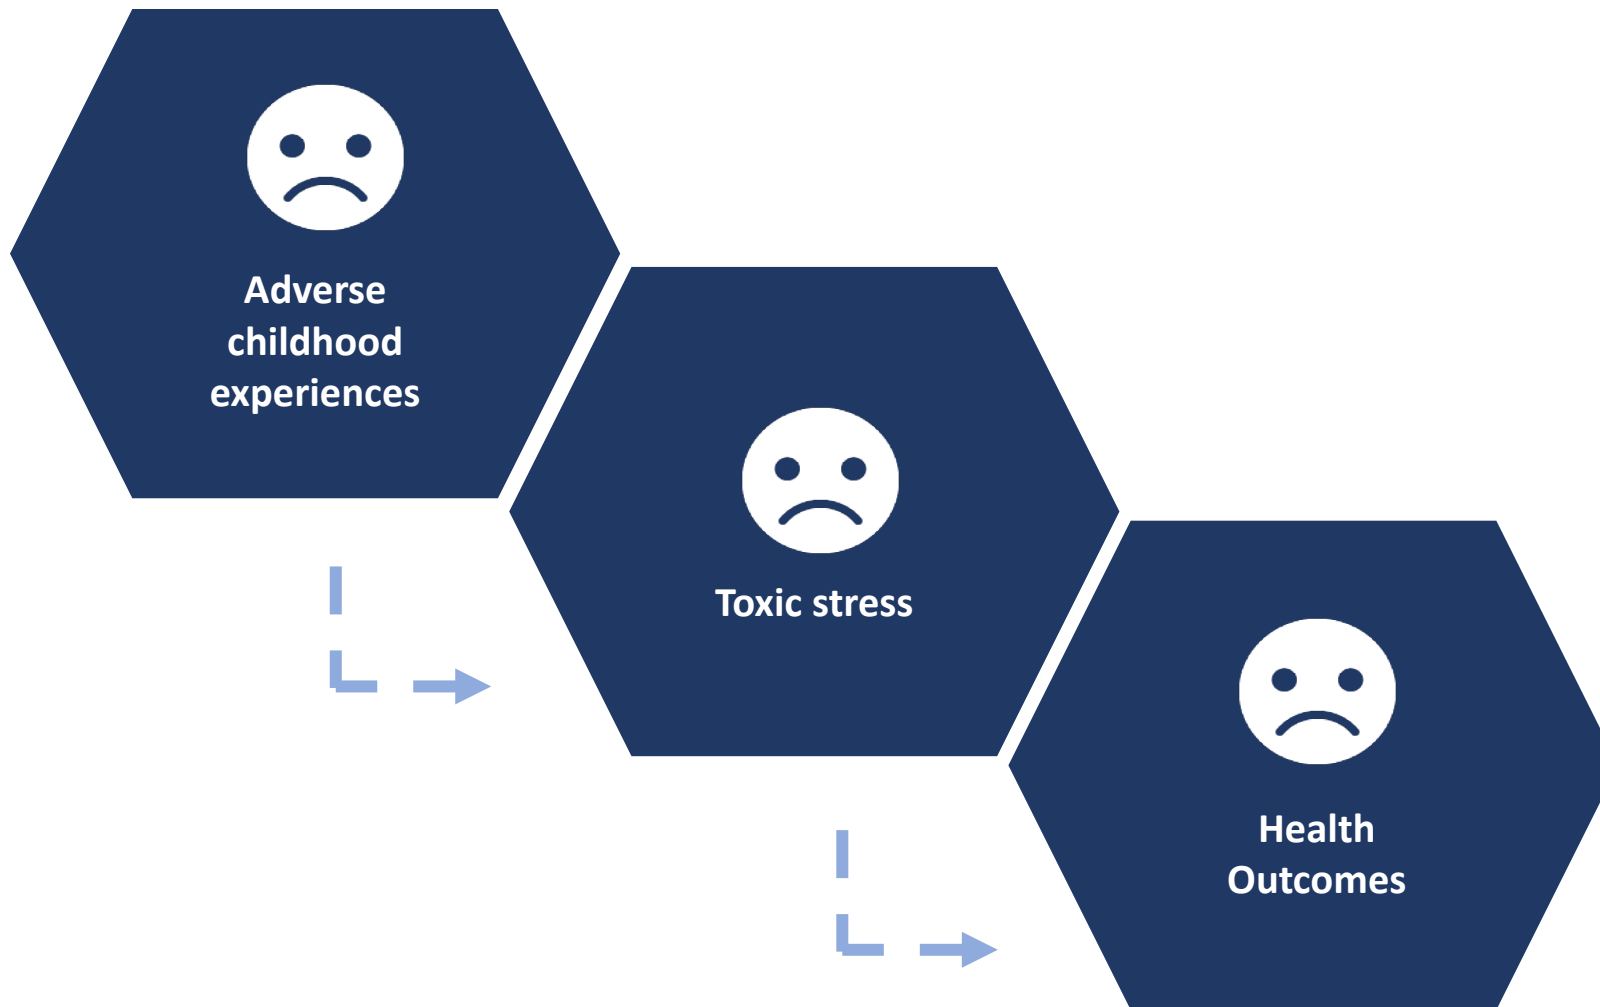 Adverse
childhood
experiences
Toxic stress
Health
Outcomes